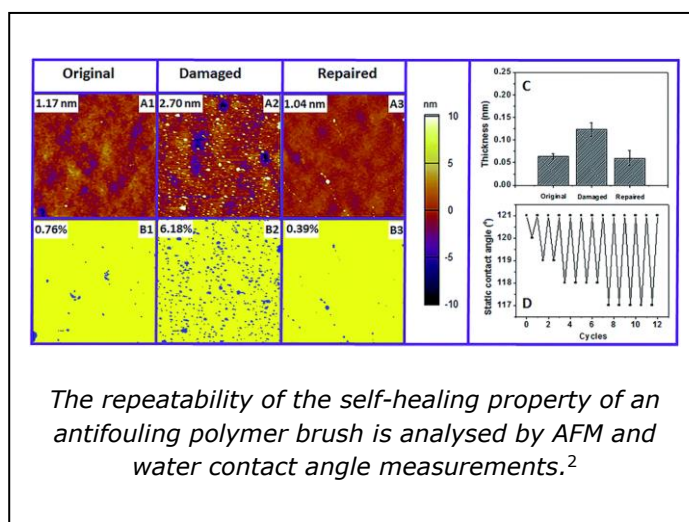 Original Damaged Repaired
1.17 nm A1 2.70 nm A2 1.04 nm A3
0.76% B1 6.18% B2 0.39% B3
nm
10
5
0
-5
-10
C
Thickness (nm)
0.25
0.20
0.15
0.10
0.05
0.00
Original Damaged Repaired
D
Static contact angle (°)
121
120
119
118
117
0 2 4 6 8 10 12
Cycles
The repeatability of the self-healing property of an
antifouling polymer brush is analysed by AFM and
water contact angle measurements.²